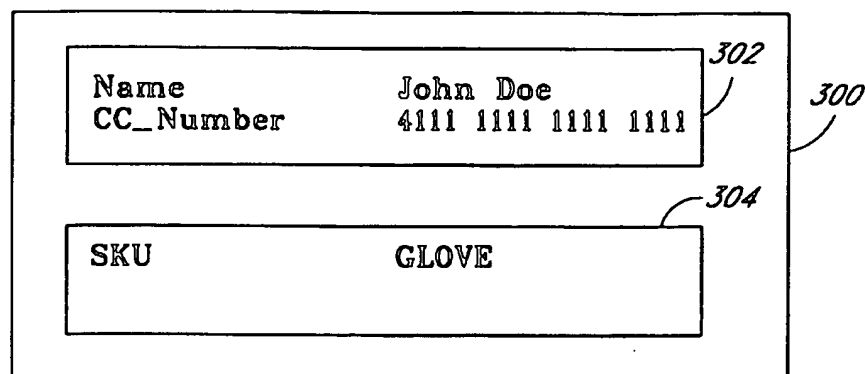 302
Name John Doe
300
CC_Number 4111 1111 1111 1111
304
SKU GLOVE